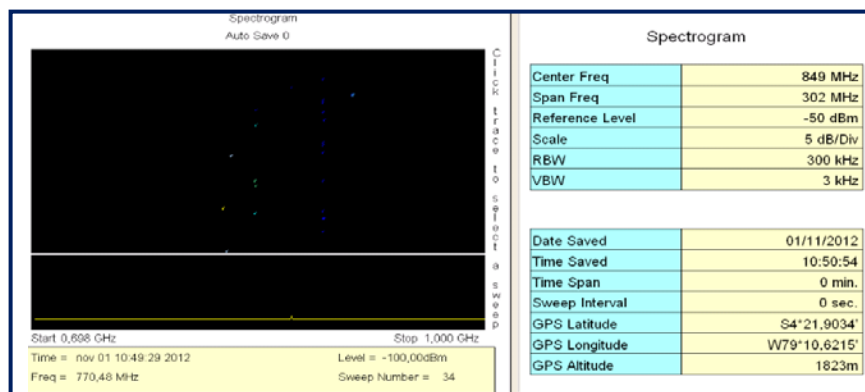 Spectrogram
Auto Save 0
Click trace to select a sweep
Start 0,698 GHz
Stop 1,000 GHz
Time = nov 01 10:49:29 2012
Level = -100,00dBm
Freq = 770,48 MHz
Sweep Number = 34
Spectrogram
Center Freq 849 MHz
Span Freq 302 MHz
Reference Level -50 dBm
Scale 5 dB/Div
RBW 300 kHz
VBW 3 kHz
Date Saved 01/11/2012
Time Saved 10:50:54
Time Span 0 min.
Sweep Interval 0 sec.
GPS Latitude S4°21,9034'
GPS Longitude W79°10,6215'
GPS Altitude 1823m